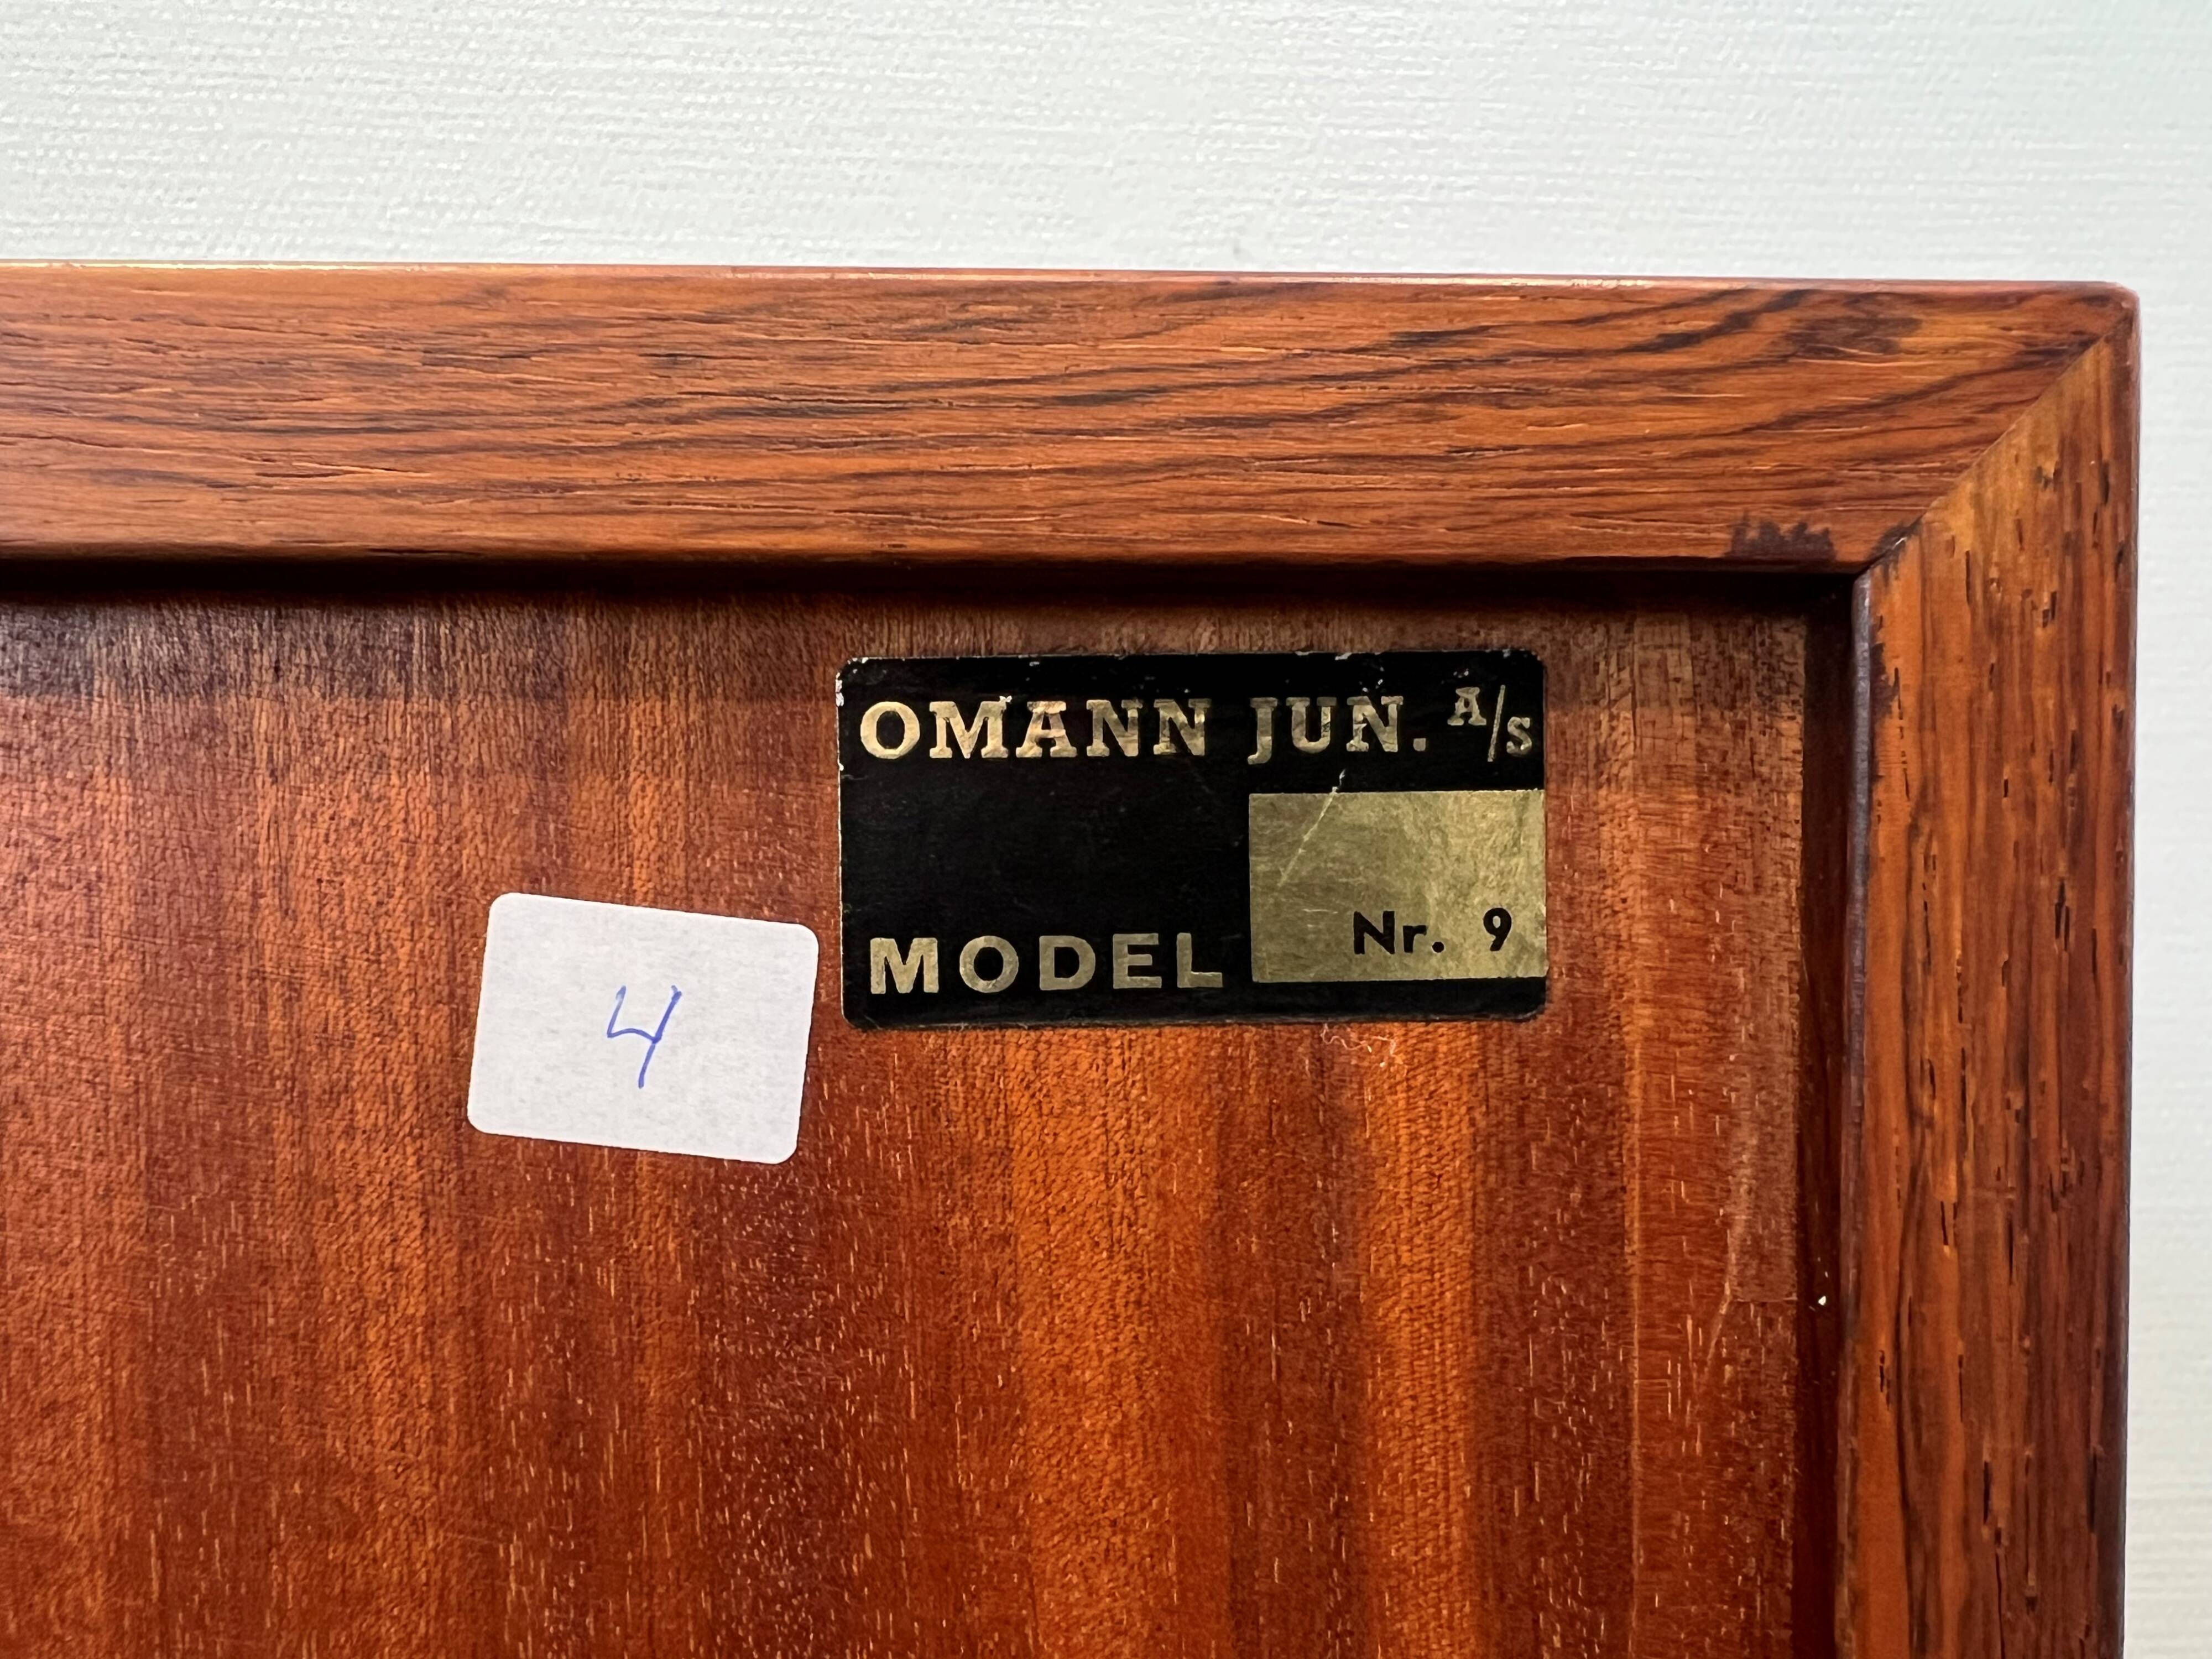 OMANN JUN. A/S
Nr. 9
MODEL
4